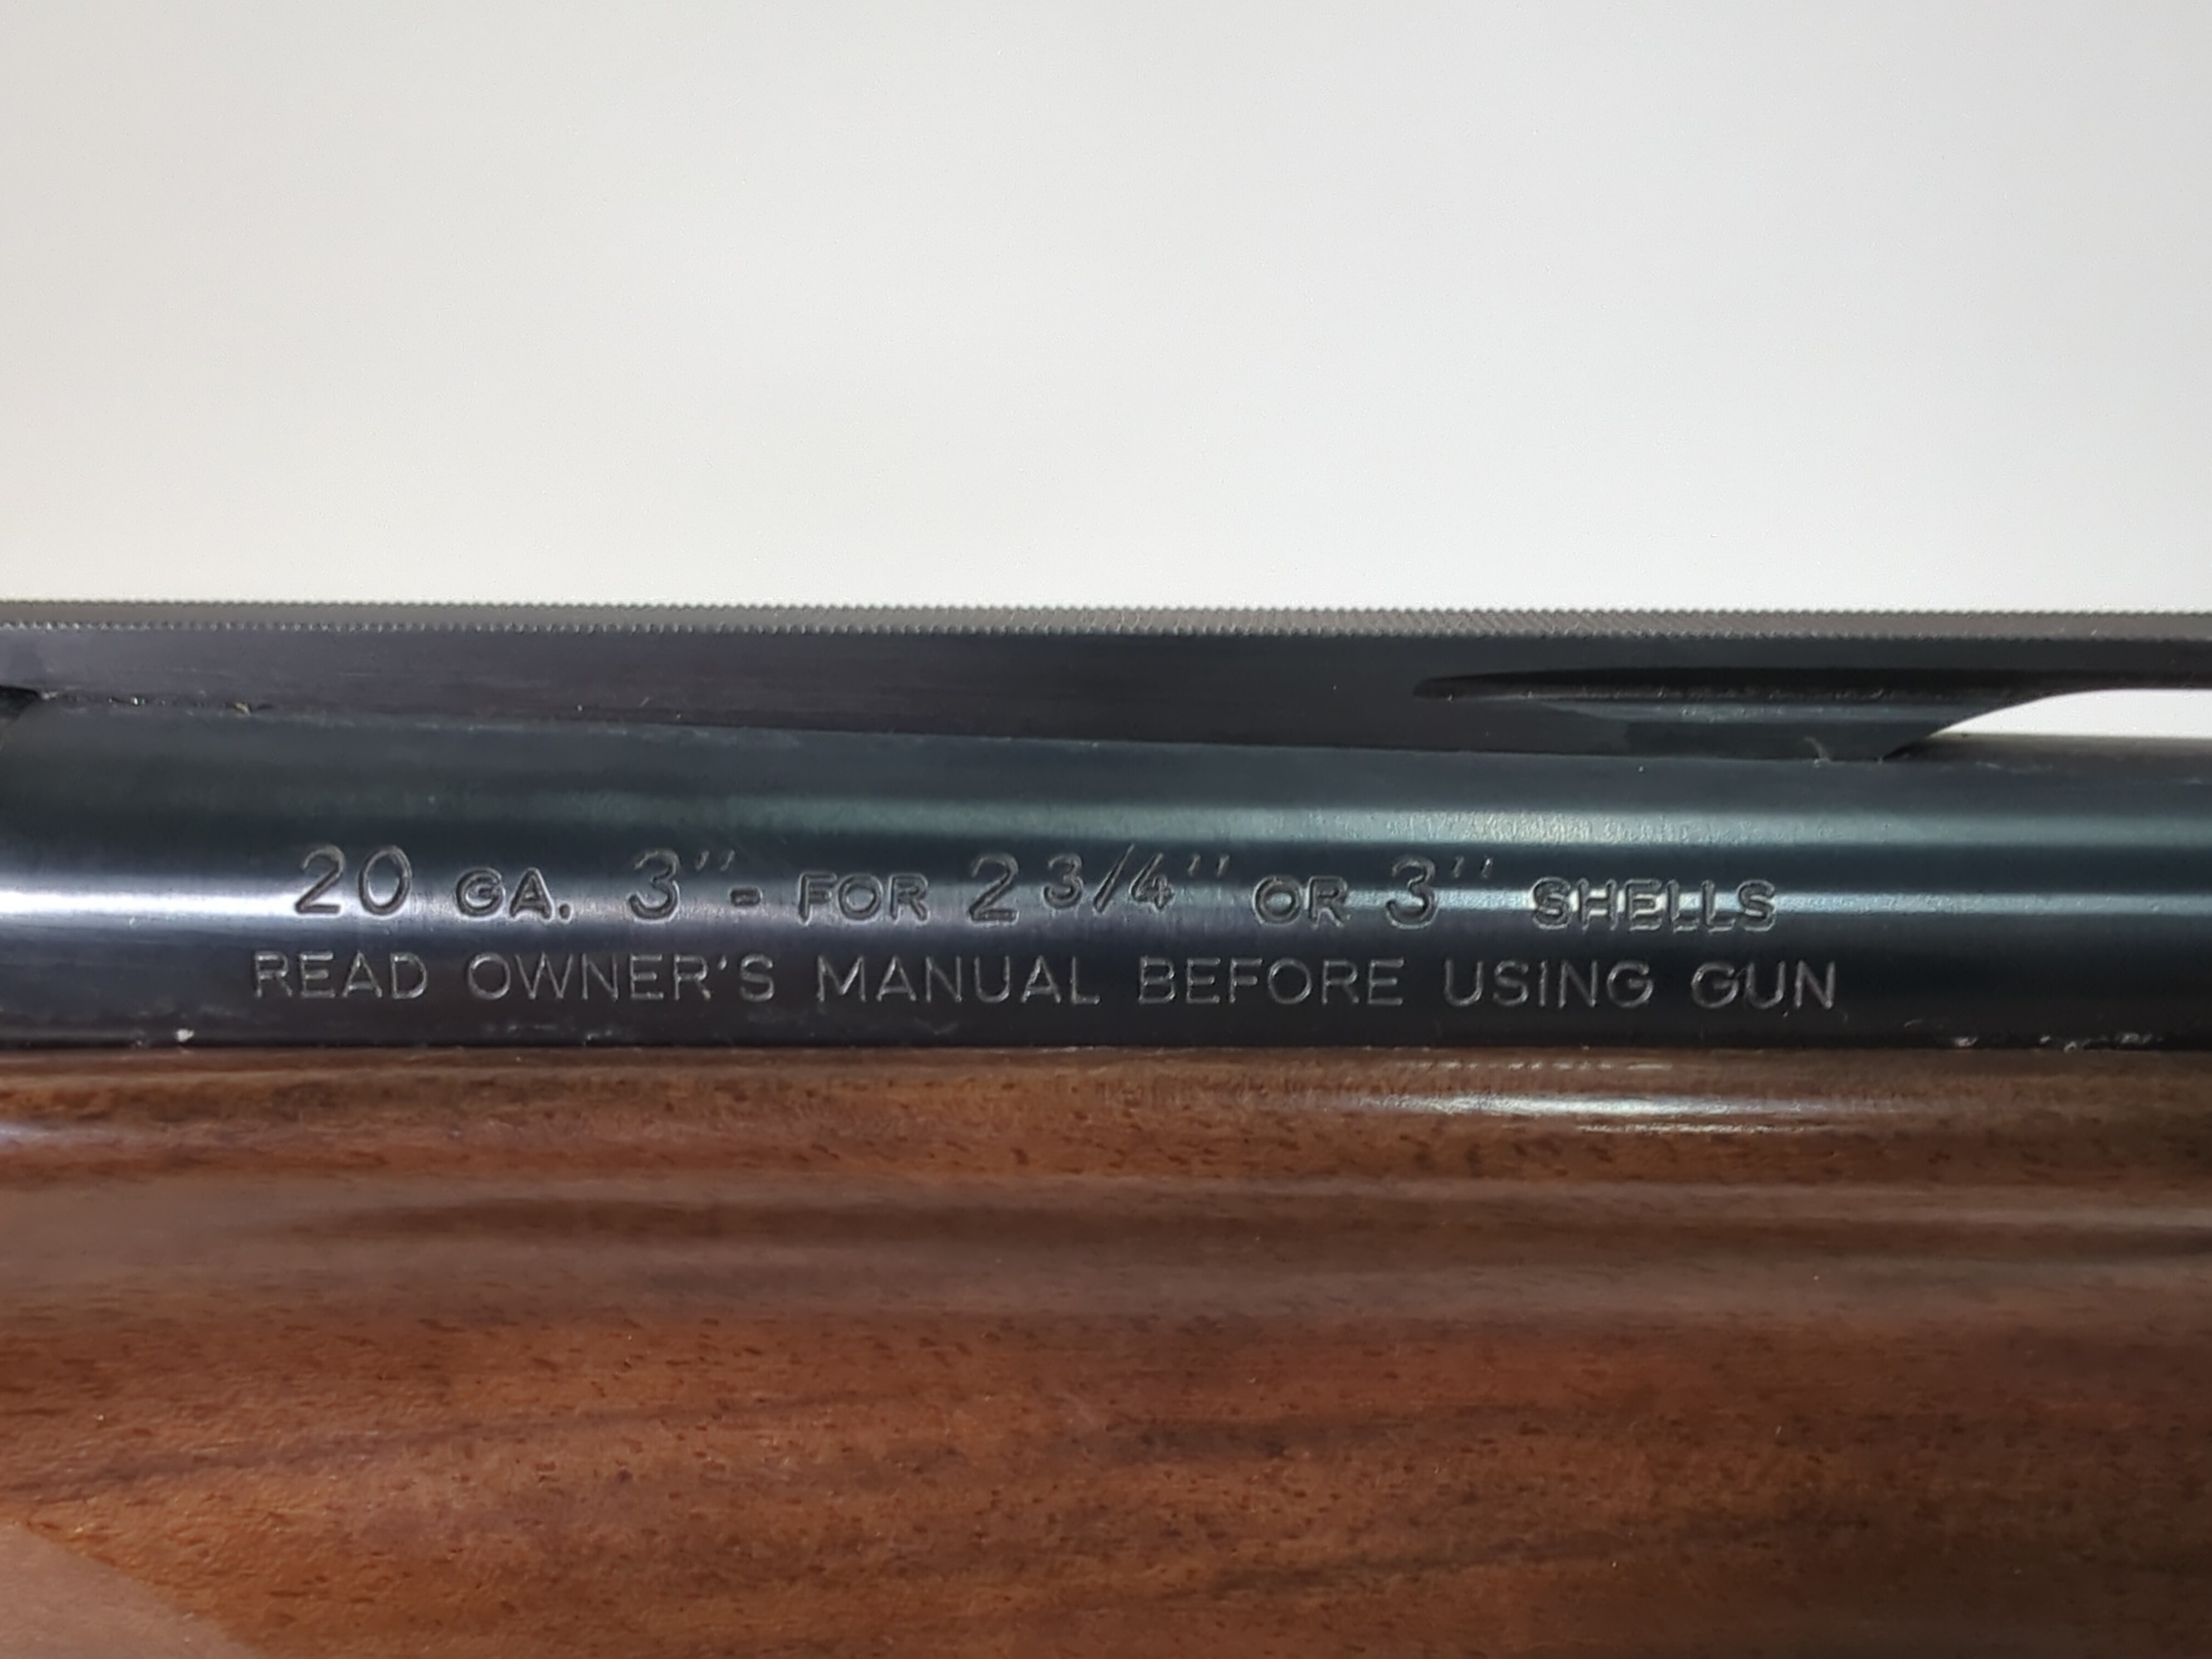 20 GA. 3" - FOR 2 3/4" OR 3" SHELLS
READ OWNER'S MANUAL BEFORE USING GUN